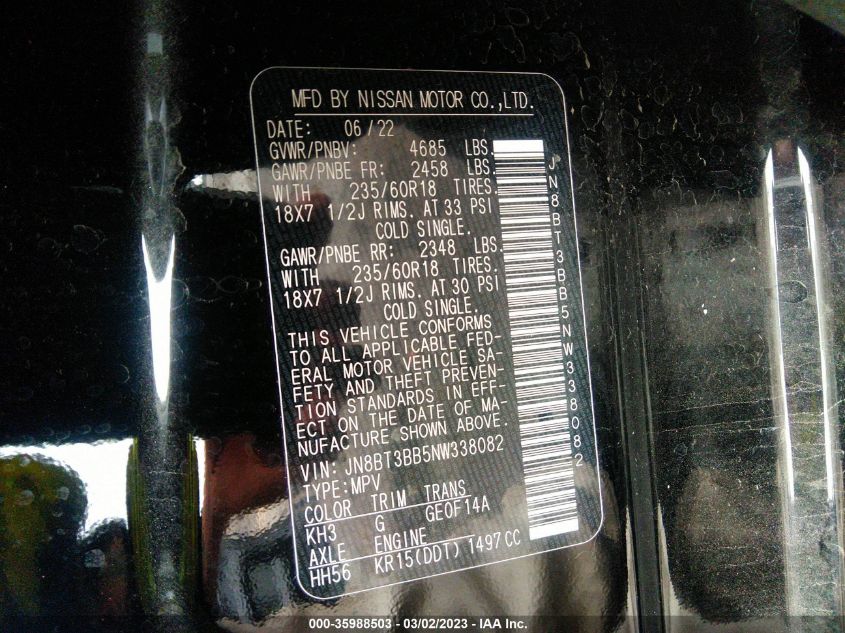 MFD BY NISSAN MOTOR CO.,LTD.
DATE: 06/22
GVWR/PNBV: 4685 LBS.
GAWR/PNBE FR: 2458 LBS.
WITH 235/60R18 TIRES.
18X7 1/2J RIMS. AT 33 PSI
COLD SINGLE.
GAWR/PNBE RR: 2348 LBS.
WITH 235/60R18 TIRES.
18X7 1/2J RIMS. AT 30 PSI
COLD SINGLE.
THIS VEHICLE CONFORMS
TO ALL APPLICABLE FED-
ERAL MOTOR VEHICLE SA-
FETY AND THEFT PREVEN-
TION STANDARDS IN EFF-
ECT ON THE DATE OF MA-
NUFACTURE SHOWN ABOVE.
VIN: JN8BT3BB5NW338082
TYPE:MPV
COLOR TRIM TRANS
KH3 G GE0F14A
AXLE ENGINE
HH56 KR15(DDT) 1497CC
JN8BT3BB5NW338082
000-35988503 - 03/02/2023 - IAA Inc.